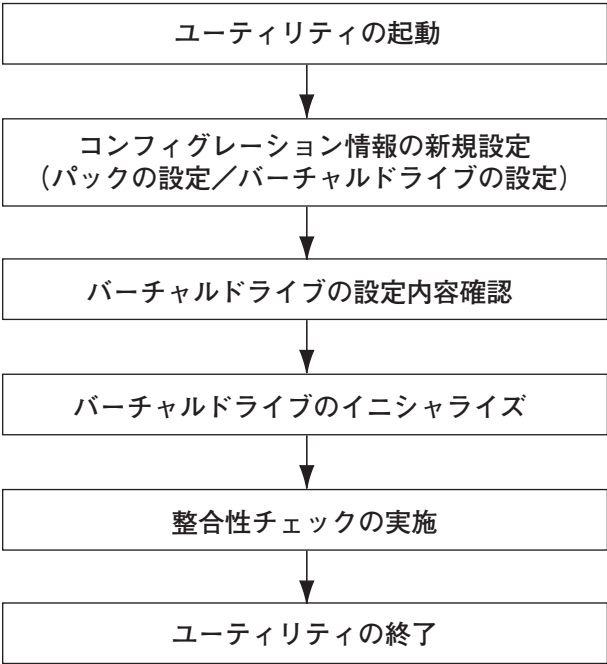 ユーティリティの起動
コンフィグレーション情報の新規設定
（パックの設定／バーチャルドライブの設定）
バーチャルドライブの設定内容確認
バーチャルドライブのイニシャライズ
整合性チェックの実施
ユーティリティの終了